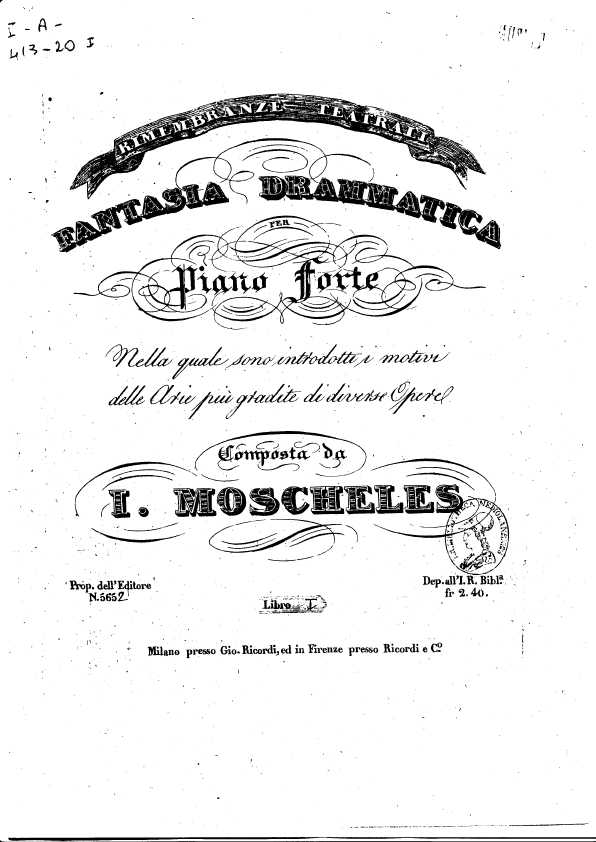 I - A -
413-20 I
RIMEMBRANZE TEATRALI
FANTASIA DRAMMATICA
PER
Piano Forte
Nella quale sono introdotti i motivi
delle Arie più gradite di diverse Opere
Composta da
I. MOSCHELES
Prop. dell'Editore
N. 5652
Dep. all'I. R. Bibl.ª
fr 2. 40.
Libro I
Milano presso Gio. Ricordi, ed in Firenze presso Ricordi e C.º